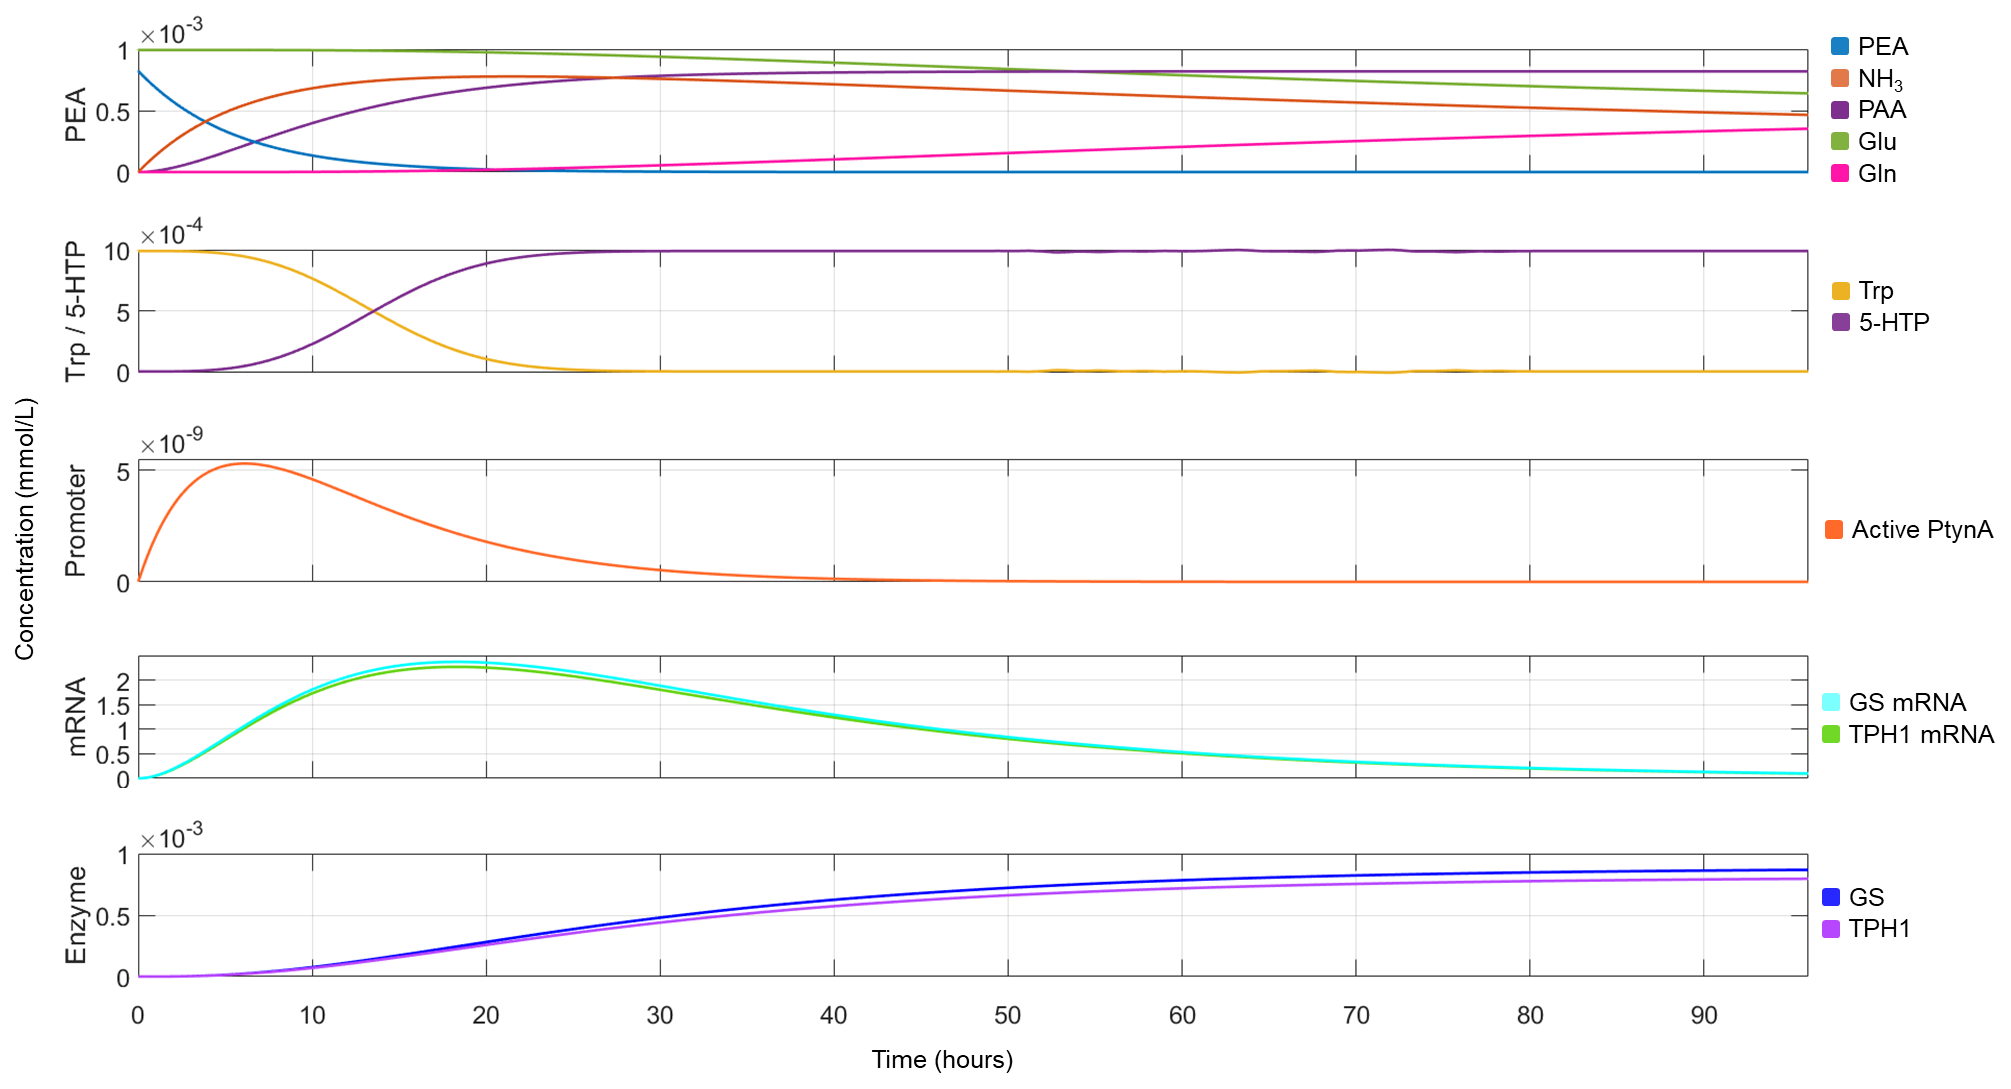 ×10-3
1
0.5
0
PEA
PEA
NH3
PAA
Glu
Gln
×10-4
10
5
0
Trp / 5-HTP
Trp
5-HTP
×10-9
5
0
Promoter
Active PtynA
Concentration (mmol/L)
2
1.5
1
0.5
0
mRNA
GS mRNA
TPH1 mRNA
×10-3
1
0.5
0
Enzyme
GS
TPH1
0 10 20 30 40 50 60 70 80 90
Time (hours)